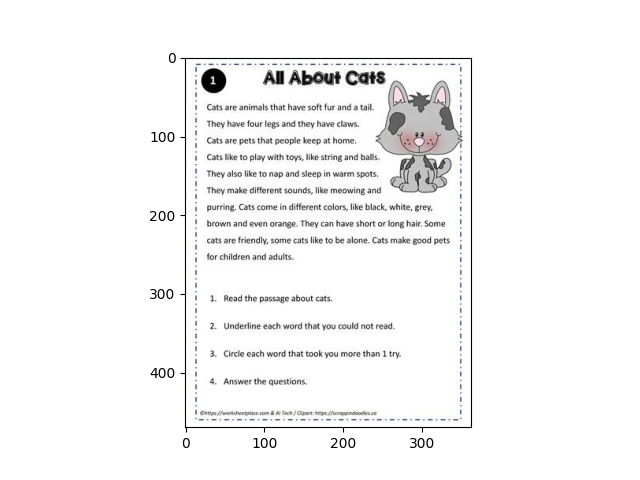 0
100
200
300
400
0
100
200
300
1
All About Cats
Cats are animals that have soft fur and a tail.
They have four legs and they have claws.
Cats are pets that people keep at home.
Cats like to play with toys, like string and balls.
They also like to nap and sleep in warm spots.
They make different sounds, like meowing and
purring. Cats come in different colors, like black, white, grey,
brown and even orange. They can have short or long hair. Some
cats are friendly, some cats like to be alone. Cats make good pets
for children and adults.
1. Read the passage about cats.
2. Underline each word that you could not read.
3. Circle each word that took you more than 1 try.
4. Answer the questions.
©https://worksheetplace.com & AI Tech / Clipart: https://scrappindoodles.ca